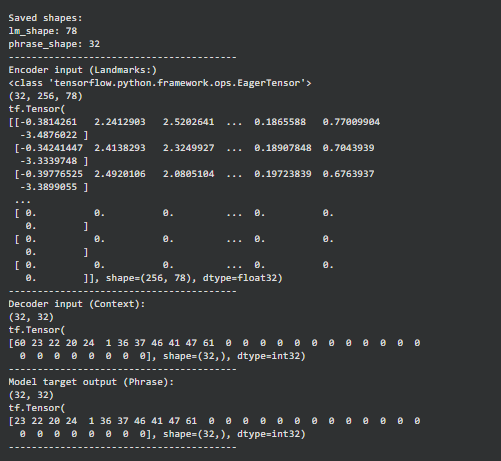 Saved shapes:
lm_shape: 78
phrase_shape: 32
---------------------------------------
Encoder input (Landmarks:)
<class 'tensorflow.python.framework.ops.EagerTensor'>
(32, 256, 78)
tf.Tensor(
[[-0.3814261   2.2412903   2.5202641  ...  0.1865588   0.77009904
  -3.4876022 ]
 [-0.34241447  2.4138293   2.3249927  ...  0.18907848  0.7043939
  -3.3339748 ]
 [-0.39776525  2.4920106   2.0805104  ...  0.19723839  0.6763937
  -3.3899055 ]
 ...
 [ 0.          0.          0.         ...  0.          0.
   0.        ]
 [ 0.          0.          0.         ...  0.          0.
   0.        ]
 [ 0.          0.          0.         ...  0.          0.
   0.        ]], shape=(256, 78), dtype=float32)
---------------------------------------
Decoder input (Context):
(32, 32)
tf.Tensor(
[60 23 22 20 24  1 36 37 46 41 47 61  0  0  0  0  0  0  0  0  0  0  0  0
  0  0  0  0  0  0  0  0], shape=(32,), dtype=int32)
---------------------------------------
Model target output (Phrase):
(32, 32)
tf.Tensor(
[23 22 20 24  1 36 37 46 41 47 61  0  0  0  0  0  0  0  0  0  0  0  0  0
  0  0  0  0  0  0  0  0], shape=(32,), dtype=int32)
---------------------------------------